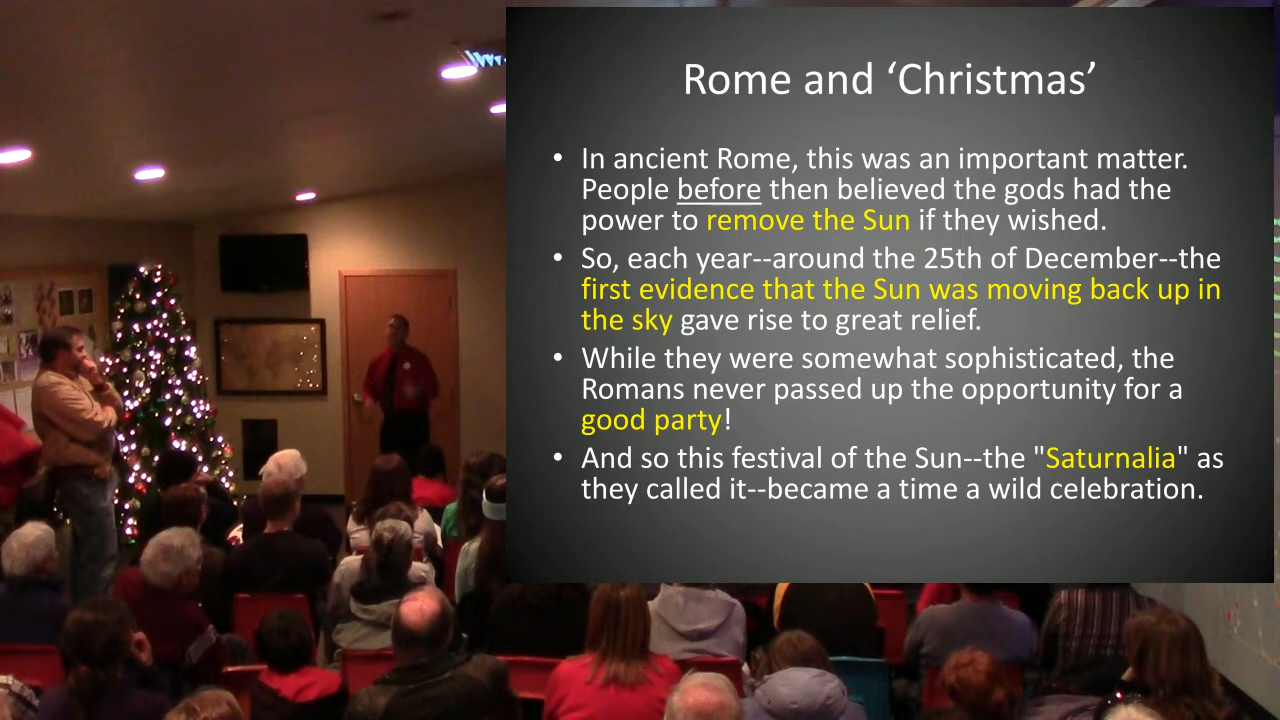 Rome and ‘Christmas’
• In ancient Rome, this was an important matter.
People before then believed the gods had the
power to remove the Sun if they wished.
• So, each year--around the 25th of December--the
first evidence that the Sun was moving back up in
the sky gave rise to great relief.
• While they were somewhat sophisticated, the
Romans never passed up the opportunity for a
good party!
• And so this festival of the Sun--the "Saturnalia" as
they called it--became a time a wild celebration.